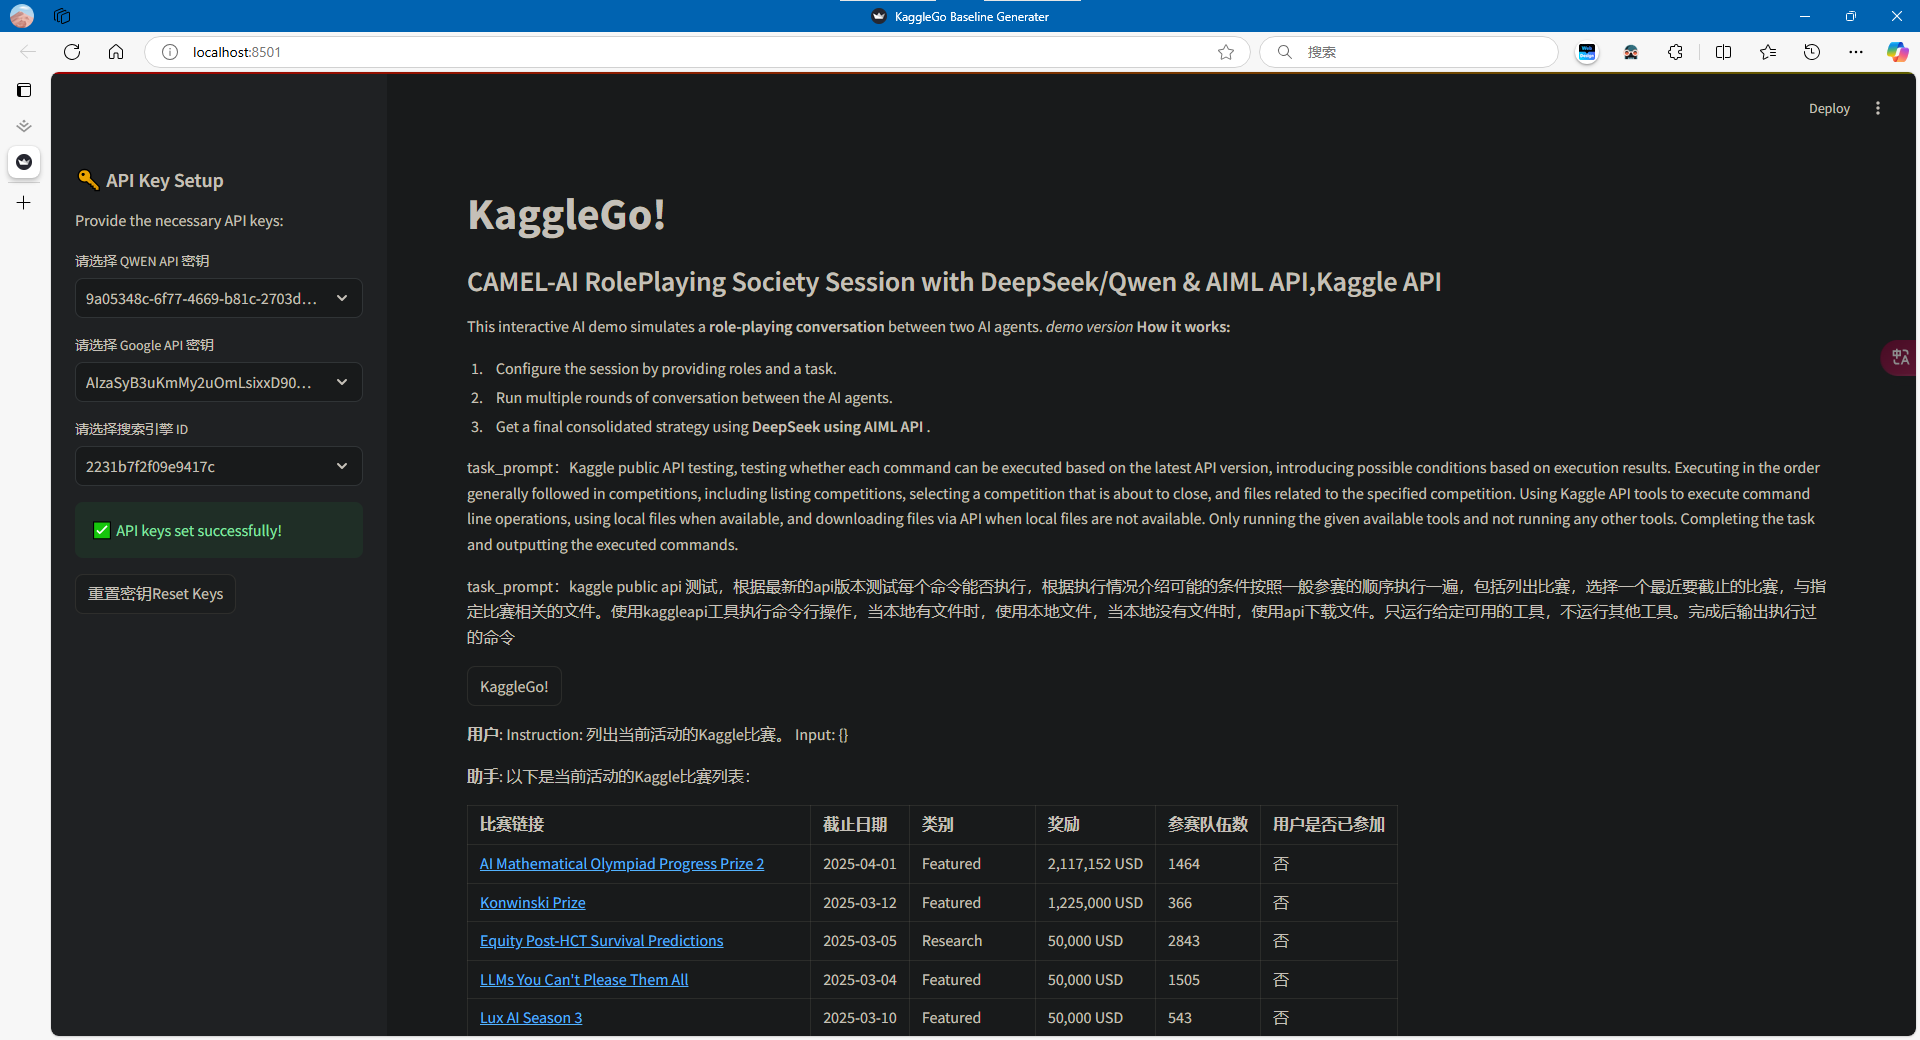 KaggleGo Baseline Generater
localhost:8501
搜索
Deploy
API Key Setup
Provide the necessary API keys:
请选择 QWEN API 密钥
9a05348c-6f77-4669-b81c-2703d...
请选择 Google API 密钥
AIzaSyB3uKmMy2uOmLsixxD90...
请选择搜索引擎 ID
2231b7f2f09e9417c
API keys set successfully!
重置密钥Reset Keys
KaggleGo!
CAMEL-AI RolePlaying Society Session with DeepSeek/Qwen & AIML API,Kaggle API
This interactive AI demo simulates a role-playing conversation between two AI agents. demo version How it works:
1. Configure the session by providing roles and a task.
2. Run multiple rounds of conversation between the AI agents.
3. Get a final consolidated strategy using DeepSeek using AIML API .
task_prompt：Kaggle public API testing, testing whether each command can be executed based on the latest API version, introducing possible conditions based on execution results. Executing in the order
generally followed in competitions, including listing competitions, selecting a competition that is about to close, and files related to the specified competition. Using Kaggle API tools to execute command
line operations, using local files when available, and downloading files via API when local files are not available. Only running the given available tools and not running any other tools. Completing the task
and outputting the executed commands.
task_prompt：kaggle public api 测试，根据最新的api版本测试每个命令能否执行，根据执行情况介绍可能的条件按照一般参赛的顺序执行一遍，包括列出比赛，选择一个最近要截止的比赛，与指
定比赛相关的文件。使用kaggleapi工具执行命令行操作，当本地有文件时，使用本地文件，当本地没有文件时，使用api下载文件。只运行给定可用的工具，不运行其他工具。完成后输出执行过
的命令
KaggleGo!
用户: Instruction: 列出当前活动的Kaggle比赛。 Input: {}
助手: 以下是当前活动的Kaggle比赛列表：
比赛链接 截止日期 类别 奖励 参赛队伍数 用户是否已参加
AI Mathematical Olympiad Progress Prize 2 2025-04-01 Featured 2,117,152 USD 1464 否
Konwinski Prize 2025-03-12 Featured 1,225,000 USD 366 否
Equity Post-HCT Survival Predictions 2025-03-05 Research 50,000 USD 2843 否
LLMs You Can't Please Them All 2025-03-04 Featured 50,000 USD 1505 否
Lux AI Season 3 2025-03-10 Featured 50,000 USD 543 否